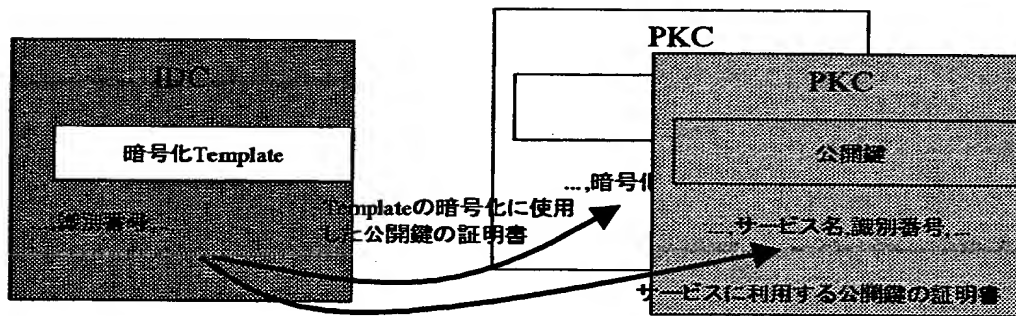 IDC
暗号化Template
...,識別番号,...
PKC
...,暗号化
Templateの暗号化に使用
した公開鍵の証明書
PKC
公開鍵
...,サービス名,識別番号,...
サービスに利用する公開鍵の証明書